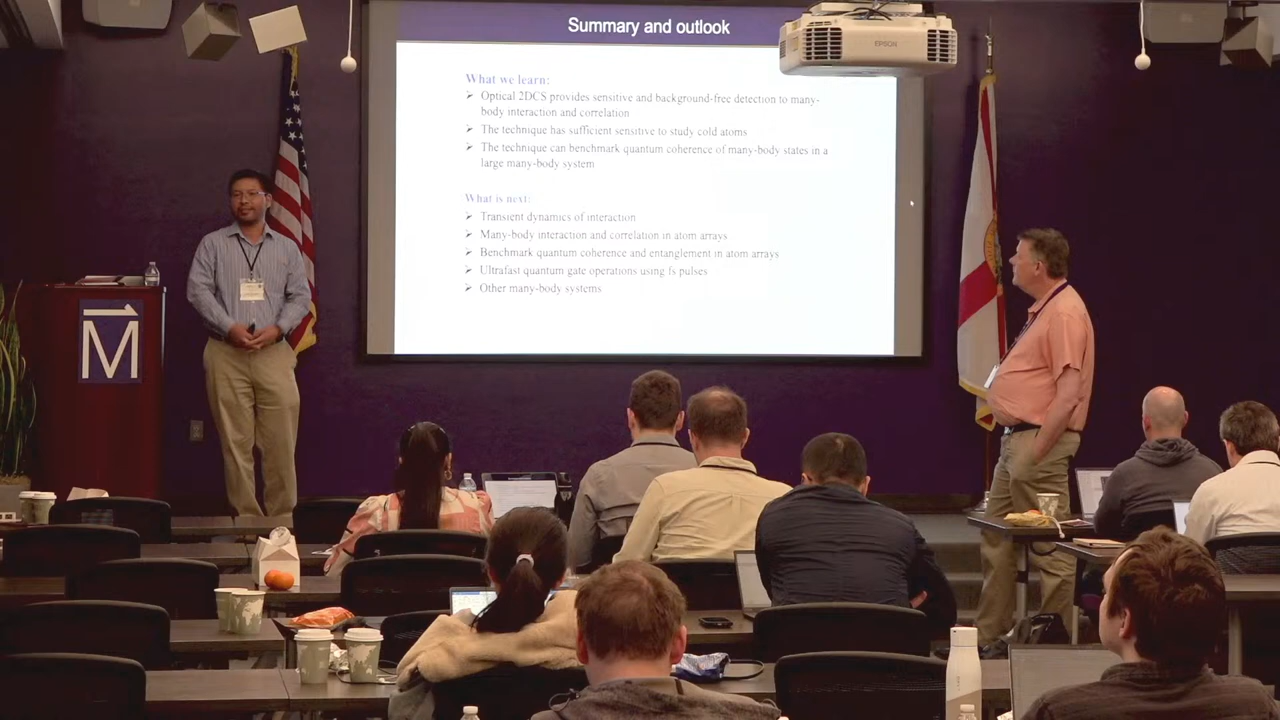 Summary and outlook
EPSON
What we learn:
➢ Optical 2DCS provides sensitive and background-free detection to many-
body interaction and correlation
➢ The technique has sufficient sensitive to study cold atoms
➢ The technique can benchmark quantum coherence of many-body states in a
large many-body system
What is next:
➢ Transient dynamics of interaction
➢ Many-body interaction and correlation in atom arrays
➢ Benchmark quantum coherence and entanglement in atom arrays
➢ Ultrafast quantum gate operations using fs pulses
➢ Other many-body systems
M